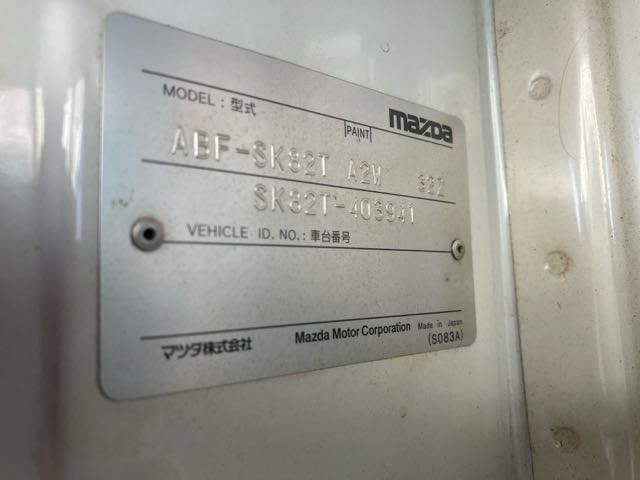 MODEL : 型式
PAINT mazda
ABF-SK82T A2W
SK82T-
VEHICLE ID. NO. : 車台番号
マツダ株式会社 Mazda Motor Corporation Made in Japan
(S083A)